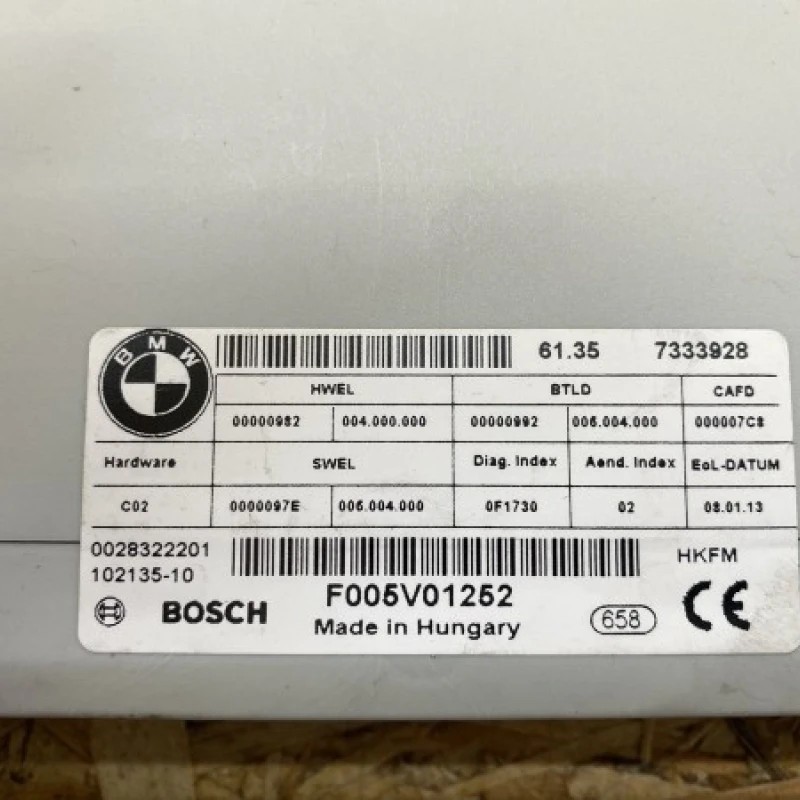 BMW 61.35 7333928
HWEL BTLD CAFD
00000982 004.000.000 00000992 006.004.000 000007C8
Hardware SWEL Diag. Index Aend. Index EoL-DATUM
C02 0000097E 006.004.000 0F1730 02 08.01.13
0028322201 HKFM
102135-10
BOSCH F005V01252 658 CE
Made in Hungary